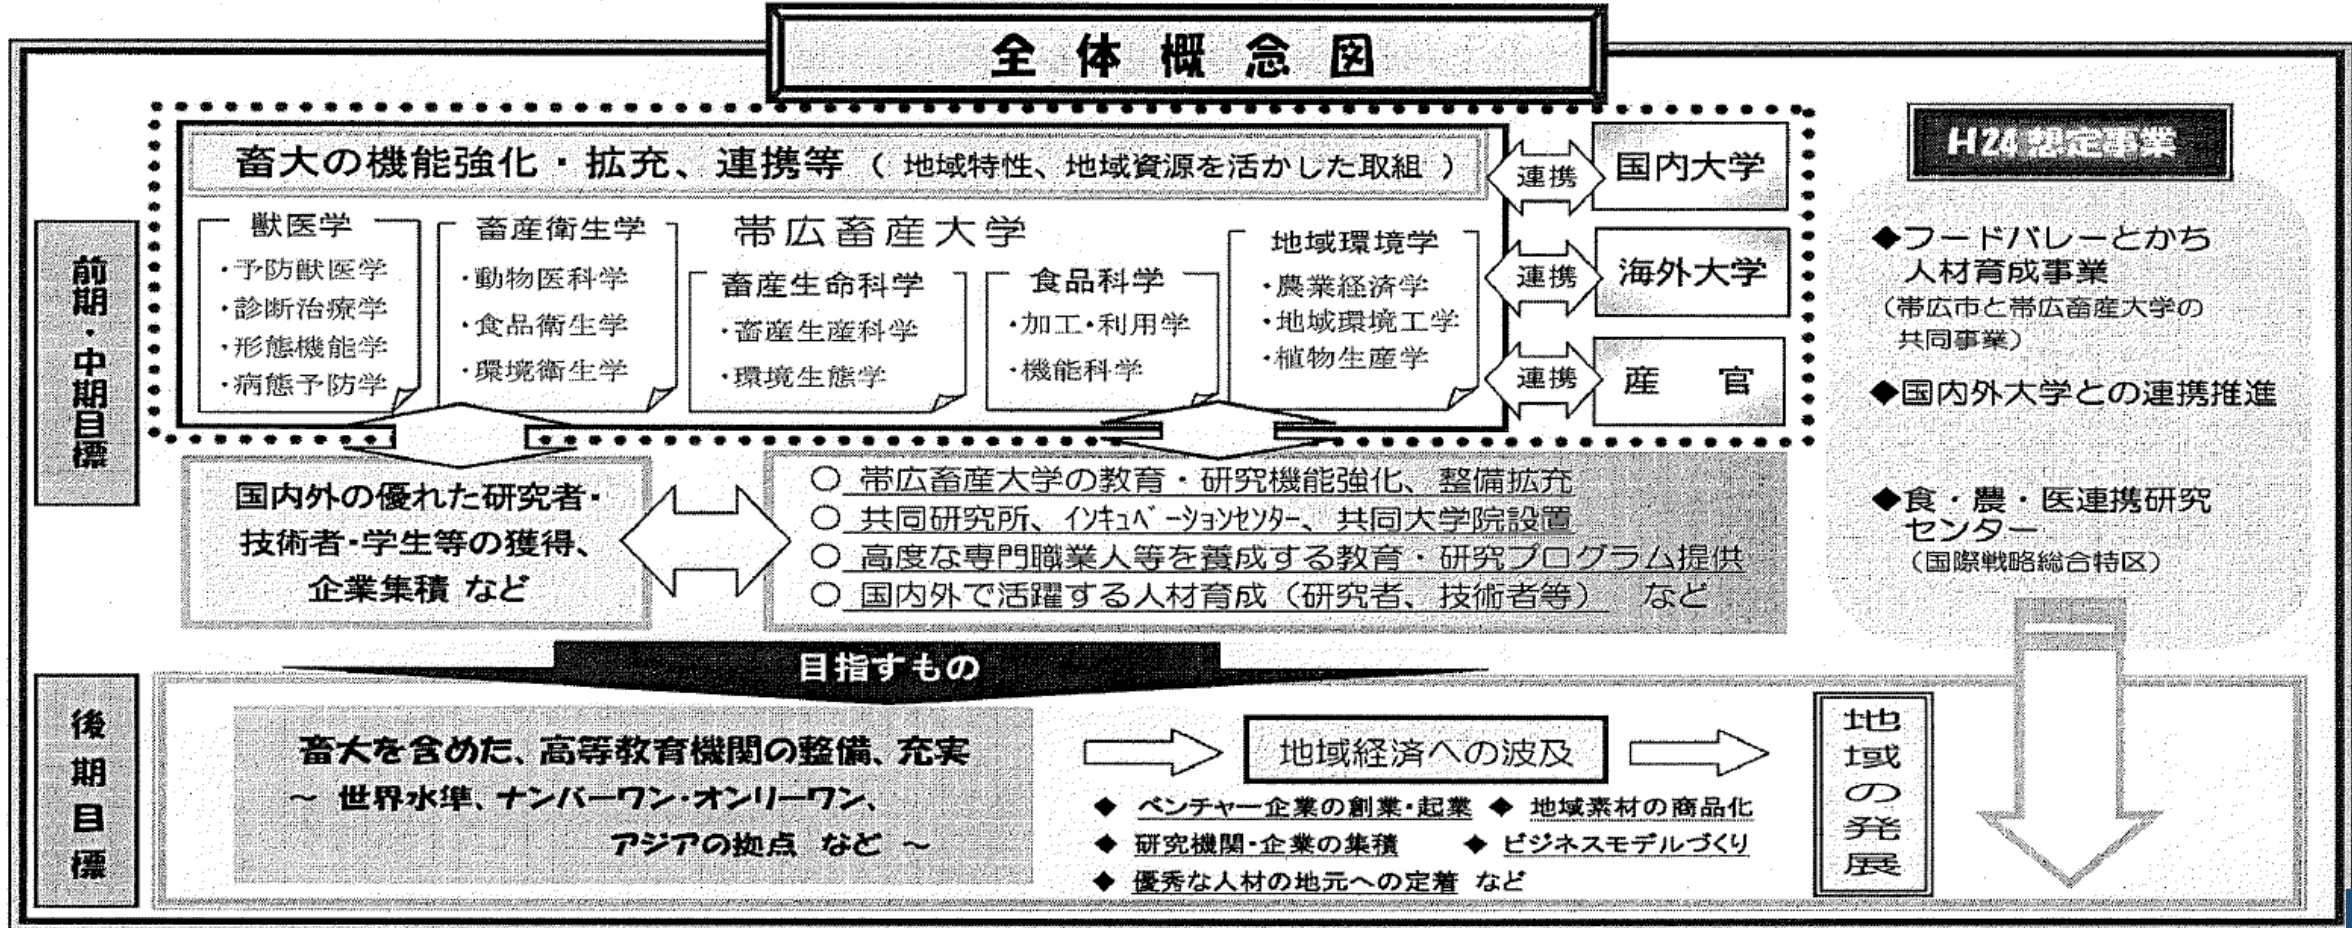 全体概念図
畜大の機能強化・拡充、連携等（地域特性、地域資源を活かした取組）
連携
国内大学
連携
海外大学
連携
産　官
前期・中期目標
帯広畜産大学
獣医学
・予防獣医学
・診断治療学
・形態機能学
・病態予防学
畜産衛生学
・動物医科学
・食品衛生学
・環境衛生学
畜産生命科学
・畜産生産科学
・環境生態学
食品科学
・加工・利用学
・機能科学
地域環境学
・農業経済学
・地域環境工学
・植物生産学
国内外の優れた研究者・
技術者・学生等の獲得、
企業集積 など
○ 帯広畜産大学の教育・研究機能強化、整備拡充
○ 共同研究所、ｲﾝｷｭﾍﾞｰｼｮﾝｾﾝﾀｰ、共同大学院設置
○ 高度な専門職業人等を養成する教育・研究プログラム提供
○ 国内外で活躍する人材育成（研究者、技術者等）　など
H24想定事業
◆フードバレーとかち
人材育成事業
（帯広市と帯広畜産大学の
共同事業）
◆国内外大学との連携推進
◆食・農・医連携研究
センター
（国際戦略総合特区）
目指すもの
後期目標
畜大を含めた、高等教育機関の整備、充実
～ 世界水準、ナンバーワン・オンリーワン、
アジアの拠点 など ～
地域経済への波及
◆ ベンチャー企業の創業・起業 ◆ 地域素材の商品化
◆ 研究機関・企業の集積 ◆ ビジネスモデルづくり
◆ 優秀な人材の地元への定着 など
地域の発展